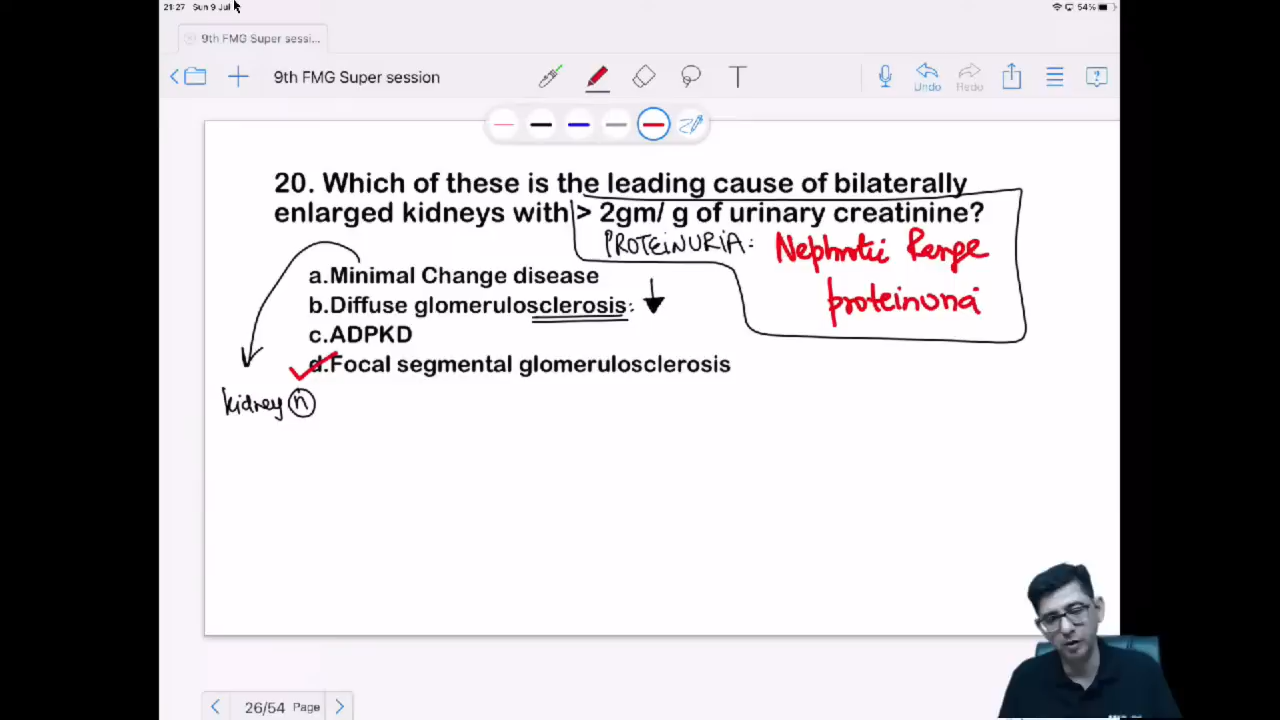 21:27 Sun 9 Jul
54%
9th FMG Super sessi...
9th FMG Super session
T
Undo
Redo
20. Which of these is the leading cause of bilaterally
enlarged kidneys with > 2gm/ g of urinary creatinine?
PROTEINURIA:
Nephrotic Range
proteinuria
a.Minimal Change disease
b.Diffuse glomerulosclerosis:
c.ADPKD
d.Focal segmental glomerulosclerosis
kidney n
26/54 Page